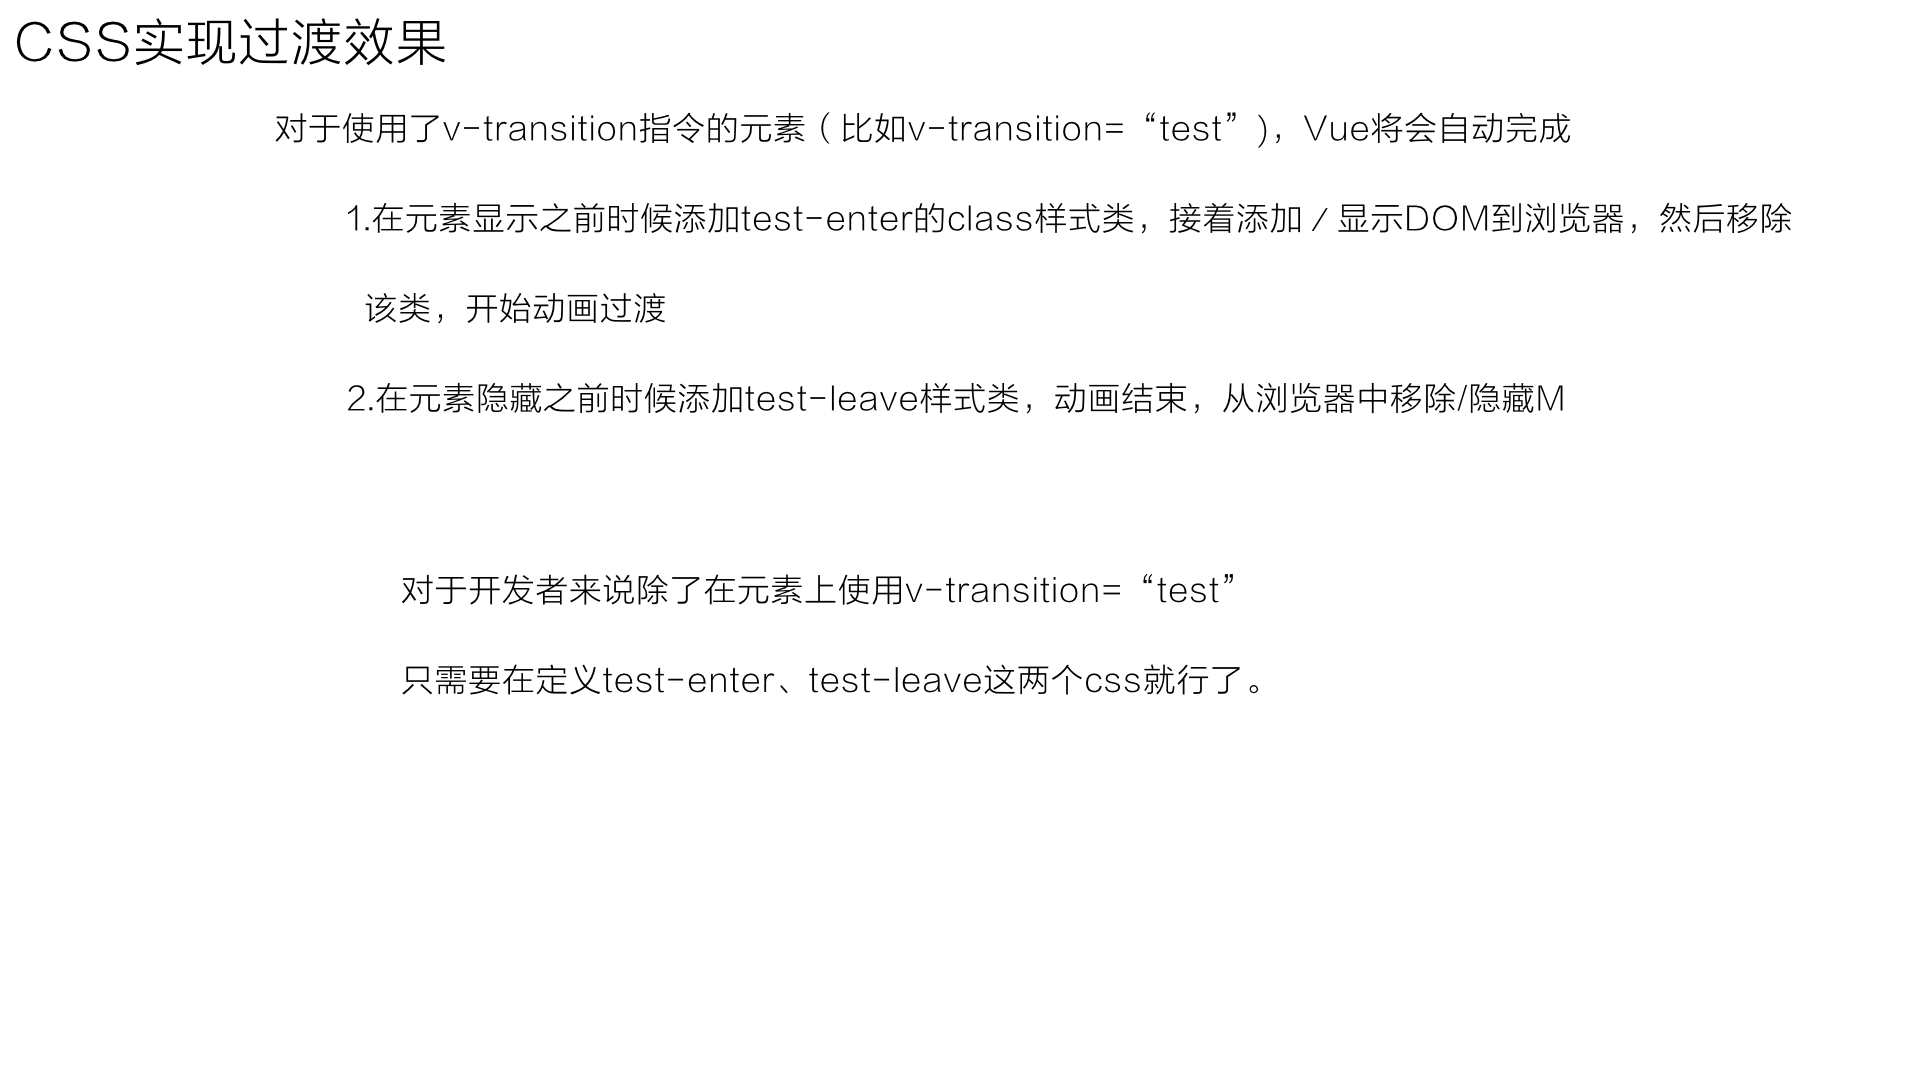 CSS实现过渡效果
对于使用了v-transition指令的元素（比如v-transition=“test”)，Vue将会自动完成
1.在元素显示之前时候添加test-enter的class样式类，接着添加／显示DOM到浏览器，然后移除
该类，开始动画过渡
2.在元素隐藏之前时候添加test-leave样式类，动画结束，从浏览器中移除/隐藏M
对于开发者来说除了在元素上使用v-transition=“test”
只需要在定义test-enter、test-leave这两个css就行了。